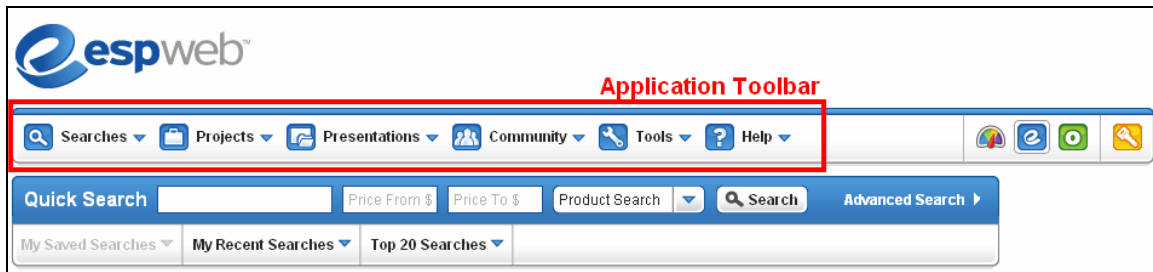 espweb™
Application Toolbar
Searches Projects Presentations Community Tools ? Help
Quick Search Price From $ Price To $ Product Search Search Advanced Search
My Saved Searches My Recent Searches Top 20 Searches